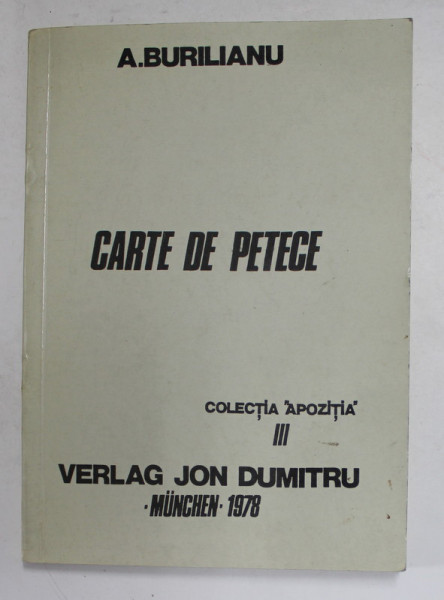 A.BURILIANU
CARTE DE PETECE
COLECȚIA "APOZIȚIA"
III
VERLAG JON DUMITRU
·MÜNCHEN· 1978